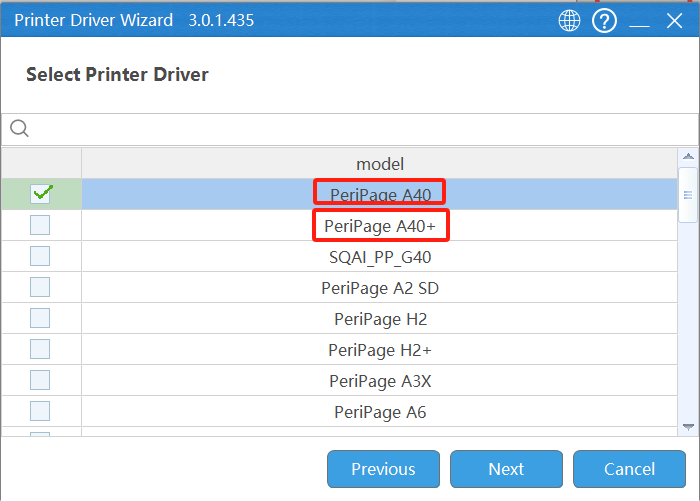 Printer Driver Wizard 3.0.1.435
Select Printer Driver
model
PeriPage A40
PeriPage A40+
SQAI_PP_G40
PeriPage A2 SD
PeriPage H2
PeriPage H2+
PeriPage A3X
PeriPage A6
Previous Next Cancel